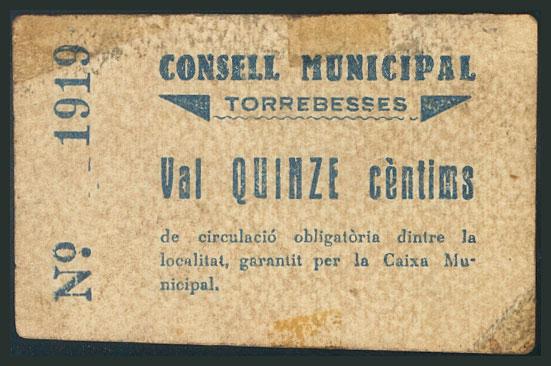 Nº 1919
CONSELL MUNICIPAL
TORREBESSES
Val QUINZE cèntims
de circulació obligatòria dintre la
localitat, garantit per la Caixa Mu-
nicipal.